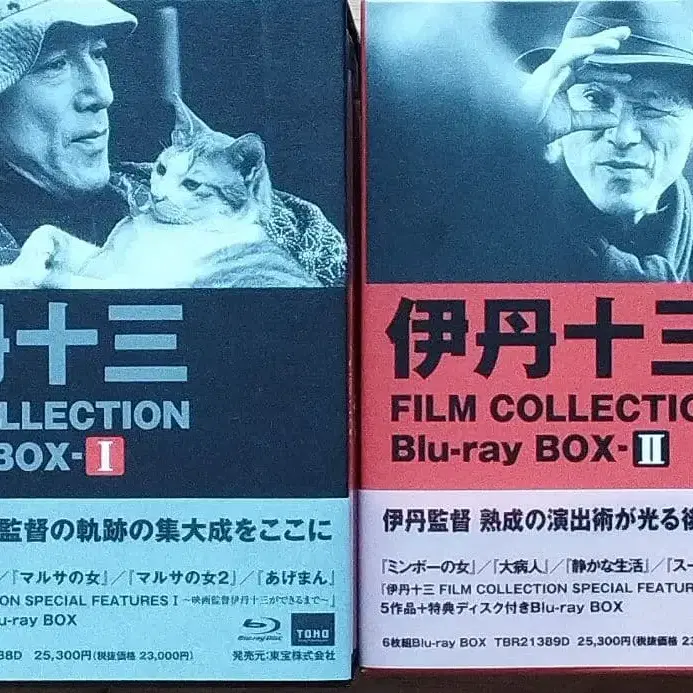 丹十三
LLECTION
BOX-I
監督の軌跡の集大成をここに
／『マルサの女』／『マルサの女2』／『あげまん』
ION SPECIAL FEATURES I ～映画監督伊丹十三ができるまで～』
u-ray BOX
Blu-ray Disc
TOHO
88D 25,300円(税抜価格 23,000円) 発売元:東宝株式会社
伊丹十三
FILM COLLECTIO
Blu-ray BOX-II
伊丹監督 熟成の演出術が光る後
『ミンボーの女』／『大病人』／『静かな生活』／『スー
『伊丹十三 FILM COLLECTION SPECIAL FEATUR
5作品+特典ディスク付きBlu-ray BOX
6枚組Blu-ray BOX TBR21389D 25,300円(税抜価格 23